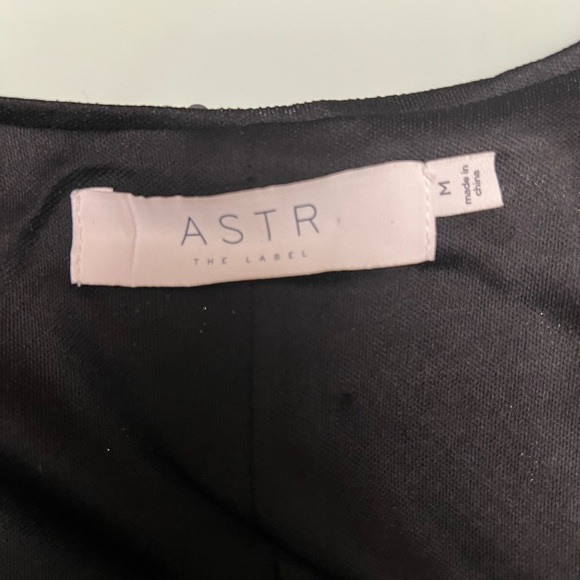 ASTR
THE LABEL
M
made in
china